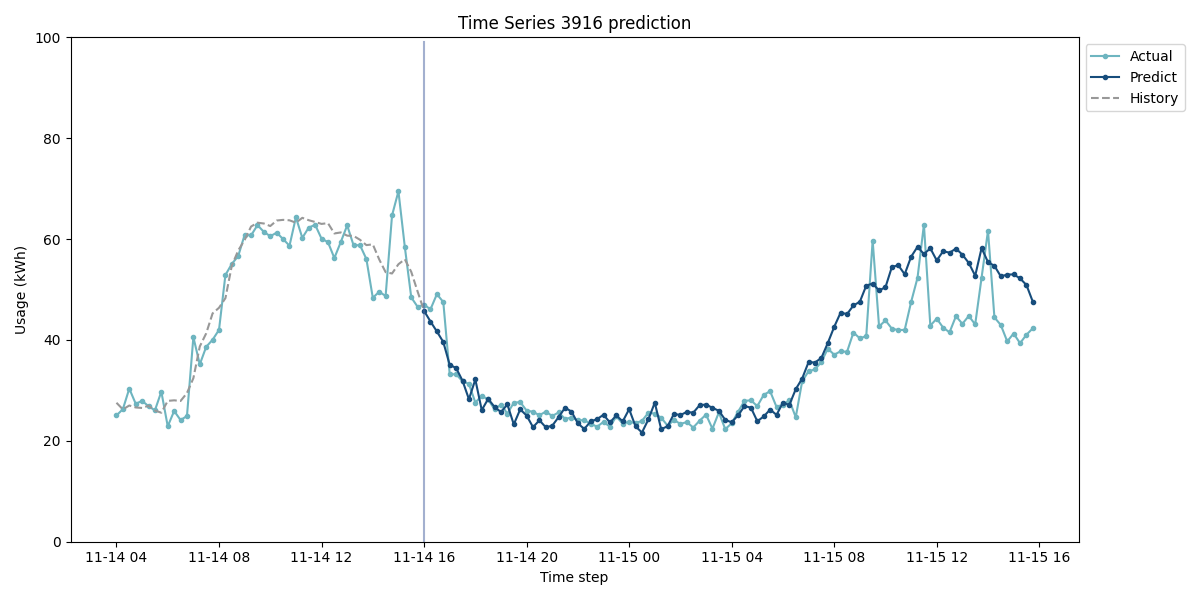 Time Series 3916 prediction
Usage (kWh)
100
80
60
40
20
0
11-14 04
11-14 08
11-14 12
11-14 16
11-14 20
11-15 00
11-15 04
11-15 08
11-15 12
11-15 16
Time step
Actual
Predict
History